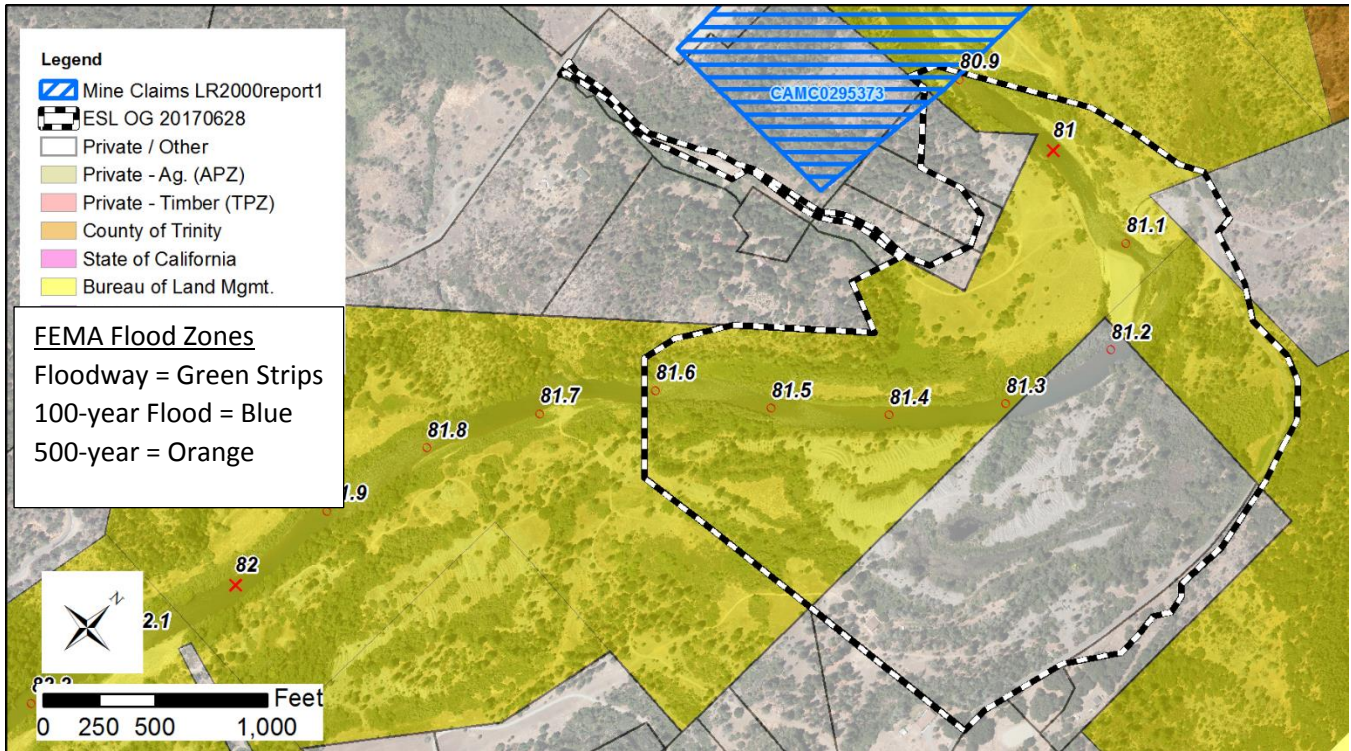 Legend
Mine Claims LR2000report1
ESL OG 20170628
Private / Other
Private - Ag. (APZ)
Private - Timber (TPZ)
County of Trinity
State of California
Bureau of Land Mgmt.
FEMA Flood Zones
Floodway = Green Strips
100-year Flood = Blue
500-year = Orange
CAMC0295373
80.9
81
81.1
81.2
81.3
81.4
81.5
81.6
81.7
81.8
1.9
82
2.1
82.2
N
Feet
0 250 500 1,000